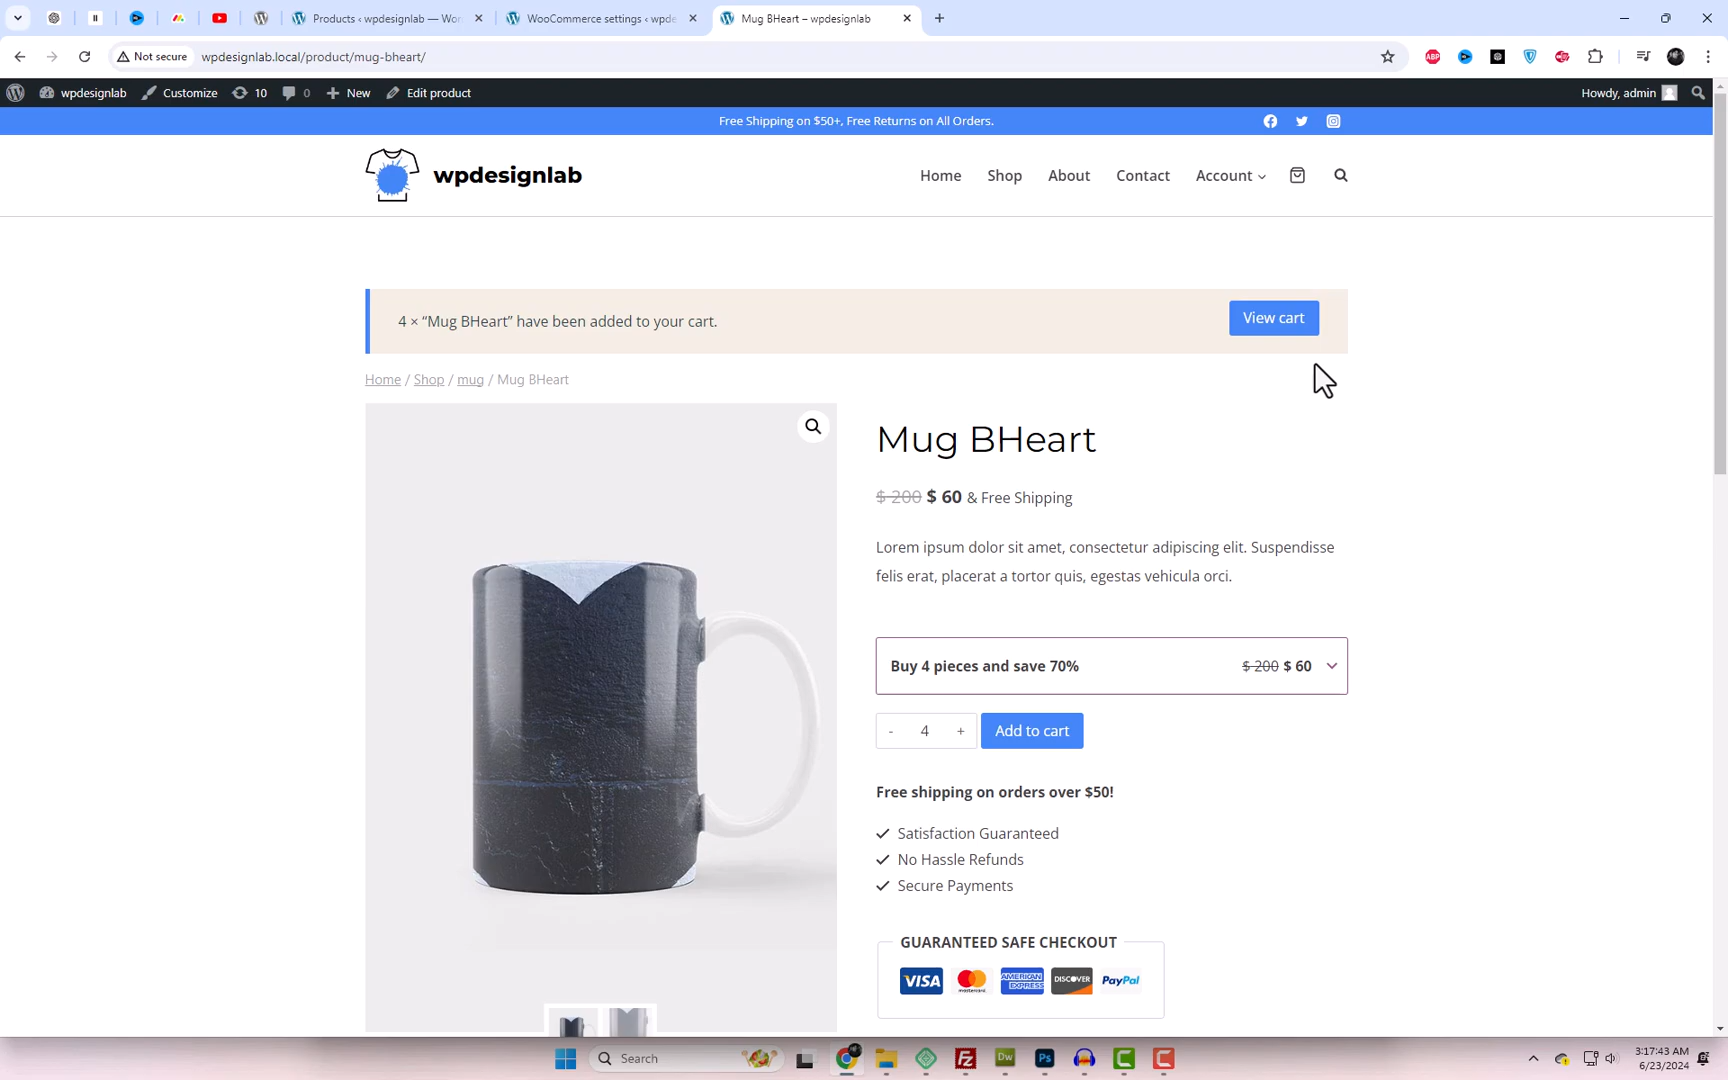 Products ‹ wpdesignlab — Wor
WooCommerce settings ‹ wpde
Mug BHeart – wpdesignlab
Not secure
wpdesignlab.local/product/mug-bheart/
wpdesignlab
Customize
10
0
New
Edit product
Howdy, admin
Free Shipping on $50+, Free Returns on All Orders.
wpdesignlab
Home
Shop
About
Contact
Account
4 × “Mug BHeart” have been added to your cart.
View cart
Home / Shop / mug / Mug BHeart
Mug BHeart
$ 200 $ 60 & Free Shipping
Lorem ipsum dolor sit amet, consectetur adipiscing elit. Suspendisse
felis erat, placerat a tortor quis, egestas vehicula orci.
Buy 4 pieces and save 70% $ 200 $ 60
- 4 +
Add to cart
Free shipping on orders over $50!
Satisfaction Guaranteed
No Hassle Refunds
Secure Payments
GUARANTEED SAFE CHECKOUT
VISA
mastercard
AMERICAN EXPRESS
DISCOVER
PayPal
Search
3:17:43 AM
6/23/2024